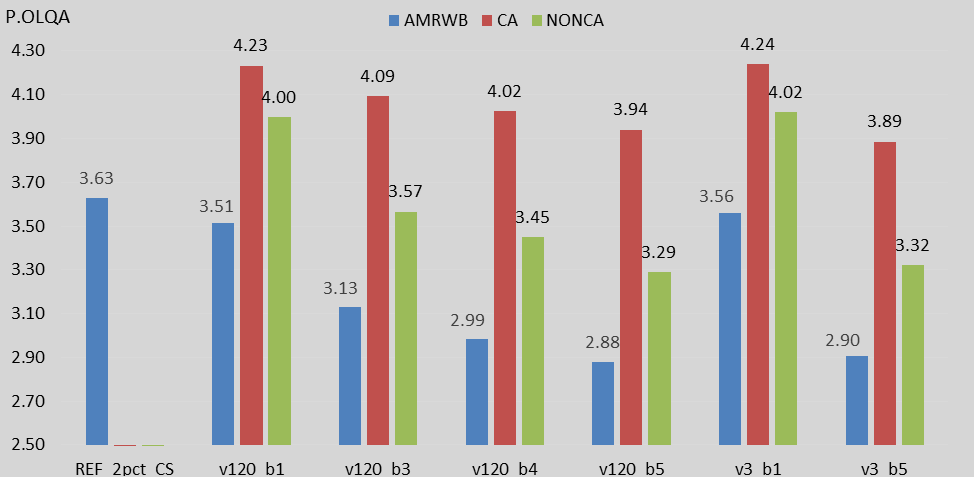 P.OLQA
AMRWB CA NONCA
4.30
4.10
3.90
3.70
3.50
3.30
3.10
2.90
2.70
2.50
3.63
3.51 4.23 4.00
3.13 4.09 3.57
2.99 4.02 3.45
2.88 3.94 3.29
3.56 4.24 4.02
2.90 3.89 3.32
REF_2pct_CS v120_b1 v120_b3 v120_b4 v120_b5 v3_b1 v3_b5